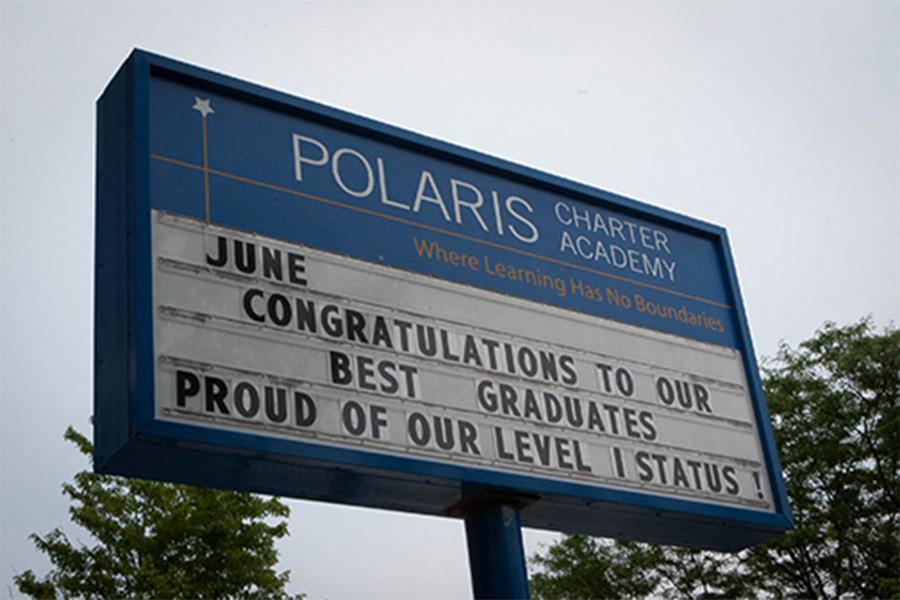 POLARIS CHARTER ACADEMY
Where Learning Has No Boundaries
JUNE
CONGRATULATIONS TO OUR
BEST GRADUATES
PROUD OF OUR LEVEL I STATUS !